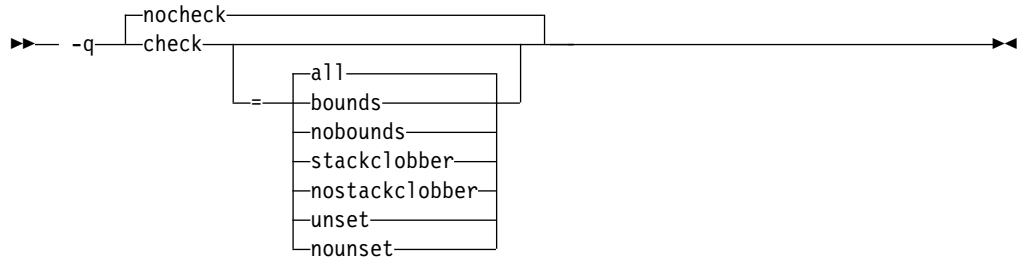 nocheck
-q check
all
= bounds
nobounds
stackclobber
nostackclobber
unset
nounset